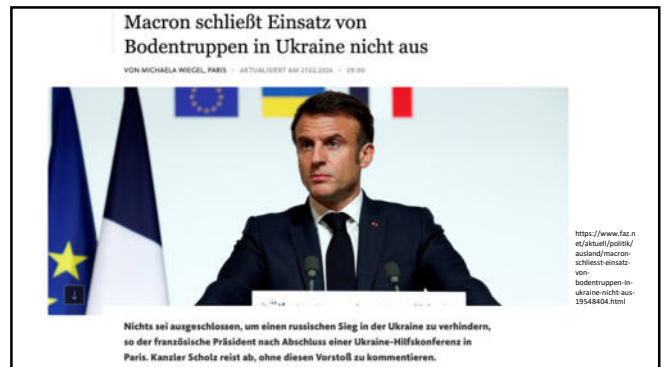 Macron schließt Einsatz von
Bodentruppen in Ukraine nicht aus
VON MICHAELA WIEGEL, PARIS - AKTUALISIERT AM 27.02.2024 - 09:00
Nichts sei ausgeschlossen, um einen russischen Sieg in der Ukraine zu verhindern,
so der französische Präsident nach Abschluss einer Ukraine-Hilfskonferenz in
Paris. Kanzler Scholz reist ab, ohne diesen Vorstoß zu kommentieren.
https://www.faz.n
et/aktuell/politik/
ausland/macron-
schliesst-einsatz-
von-
bodentruppen-in-
ukraine-nicht-aus-
19548404.html